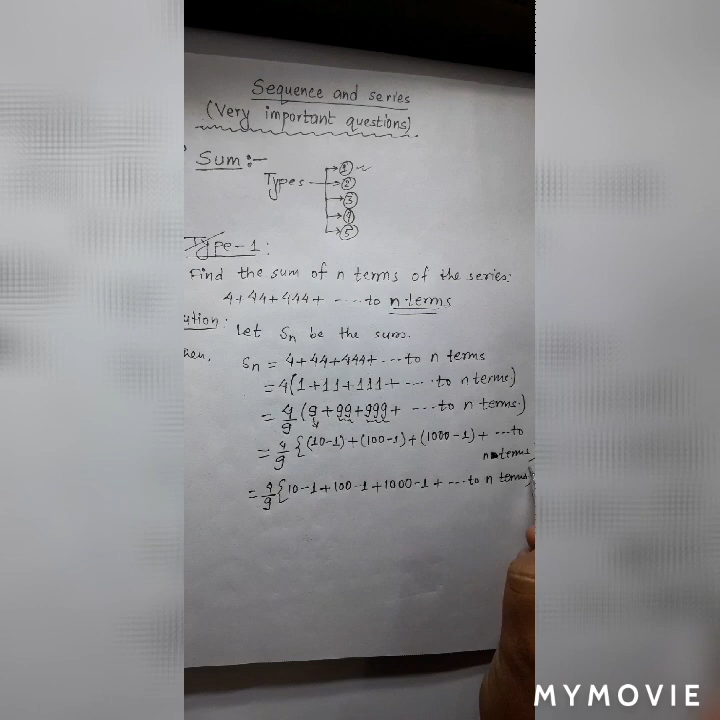 Sequence and series
(Very important questions)
Sum :-
Types
1
2
3
4
5
Type-1:
Find the sum of n terms of the series:
4+44+444+ ..... to n terms
ution:
Let Sn be the sum.
hen,
Sn = 4+44+444+ ... to n terms
= 4(1+11+111+ .... to n terms)
= 4/9 (9+99+999+ ... to n terms)
= 4/9 {(10-1)+(100-1)+(1000-1)+ ... to
n terms}
= 4/9 {10-1+100-1+1000-1+ ... to n terms}
MYMOVIE